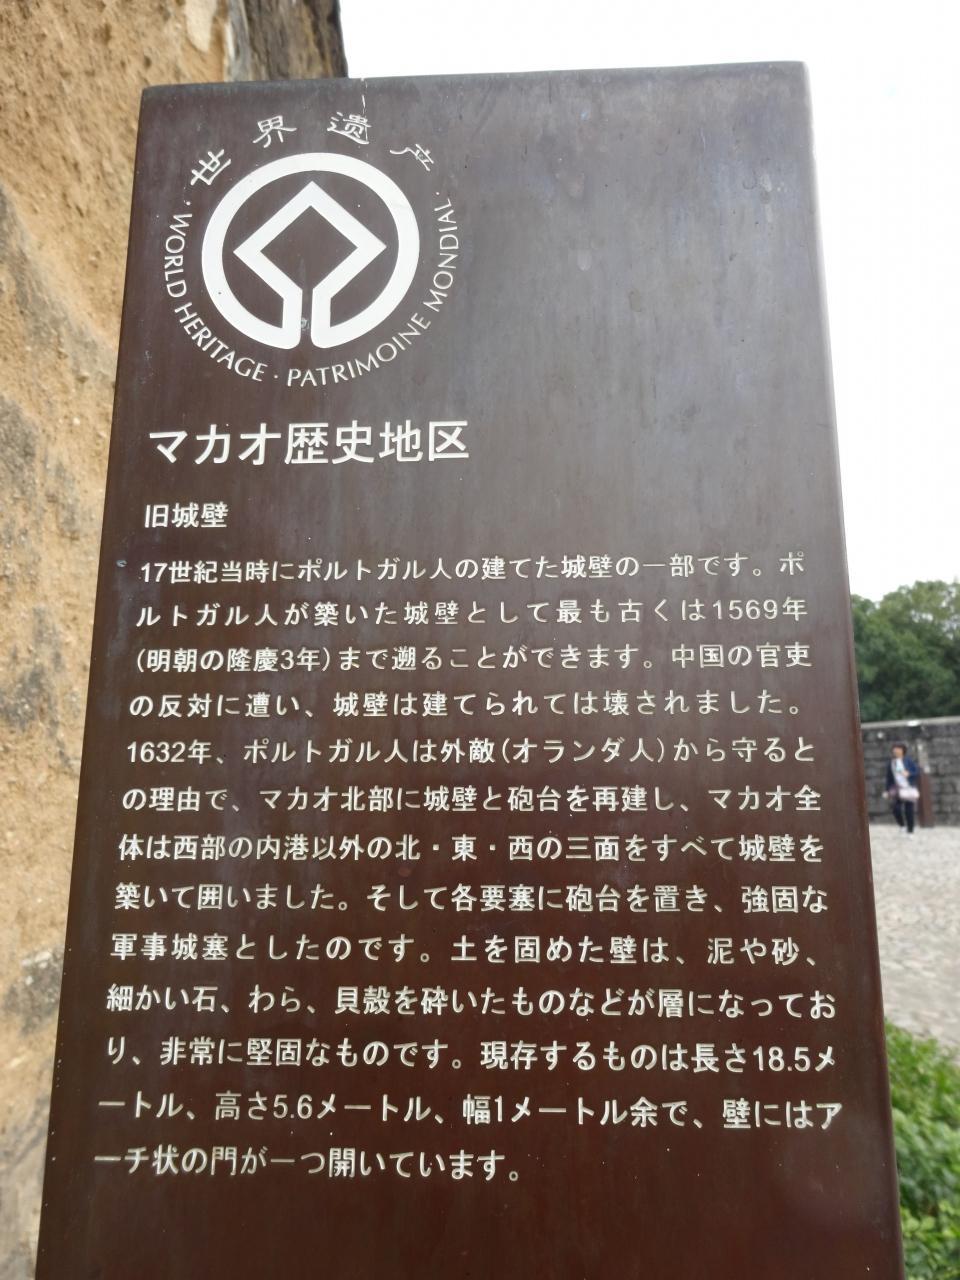 世界遗产
· WORLD HERITAGE · PATRIMOINE MONDIAL ·
マカオ歴史地区
旧城壁
17世紀当時にポルトガル人の建てた城壁の一部です。ポ
ルトガル人が築いた城壁として最も古くは1569年
(明朝の隆慶3年)まで遡ることができます。中国の官吏
の反対に遭い、城壁は建てられては壊されました。
1632年、ポルトガル人は外敵(オランダ人)から守ると
の理由で、マカオ北部に城壁と砲台を再建し、マカオ全
体は西部の内港以外の北・東・西の三面をすべて城壁を
築いて囲いました。そして各要塞に砲台を置き、強固な
軍事城塞としたのです。土を固めた壁は、泥や砂、
細かい石、わら、貝殻を砕いたものなどが層になってお
り、非常に堅固なものです。現存するものは長さ18.5メ
ートル、高さ5.6メートル、幅1メートル余で、壁にはア
ーチ状の門が一つ開いています。